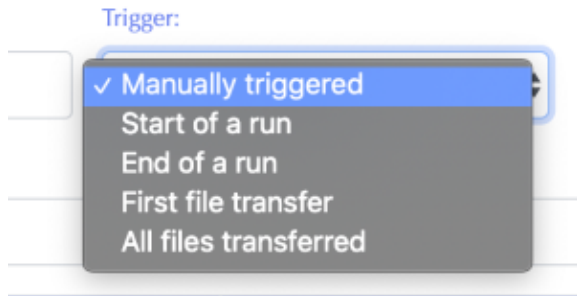 Trigger:
✓ Manually triggered
Start of a run
End of a run
First file transfer
All files transferred